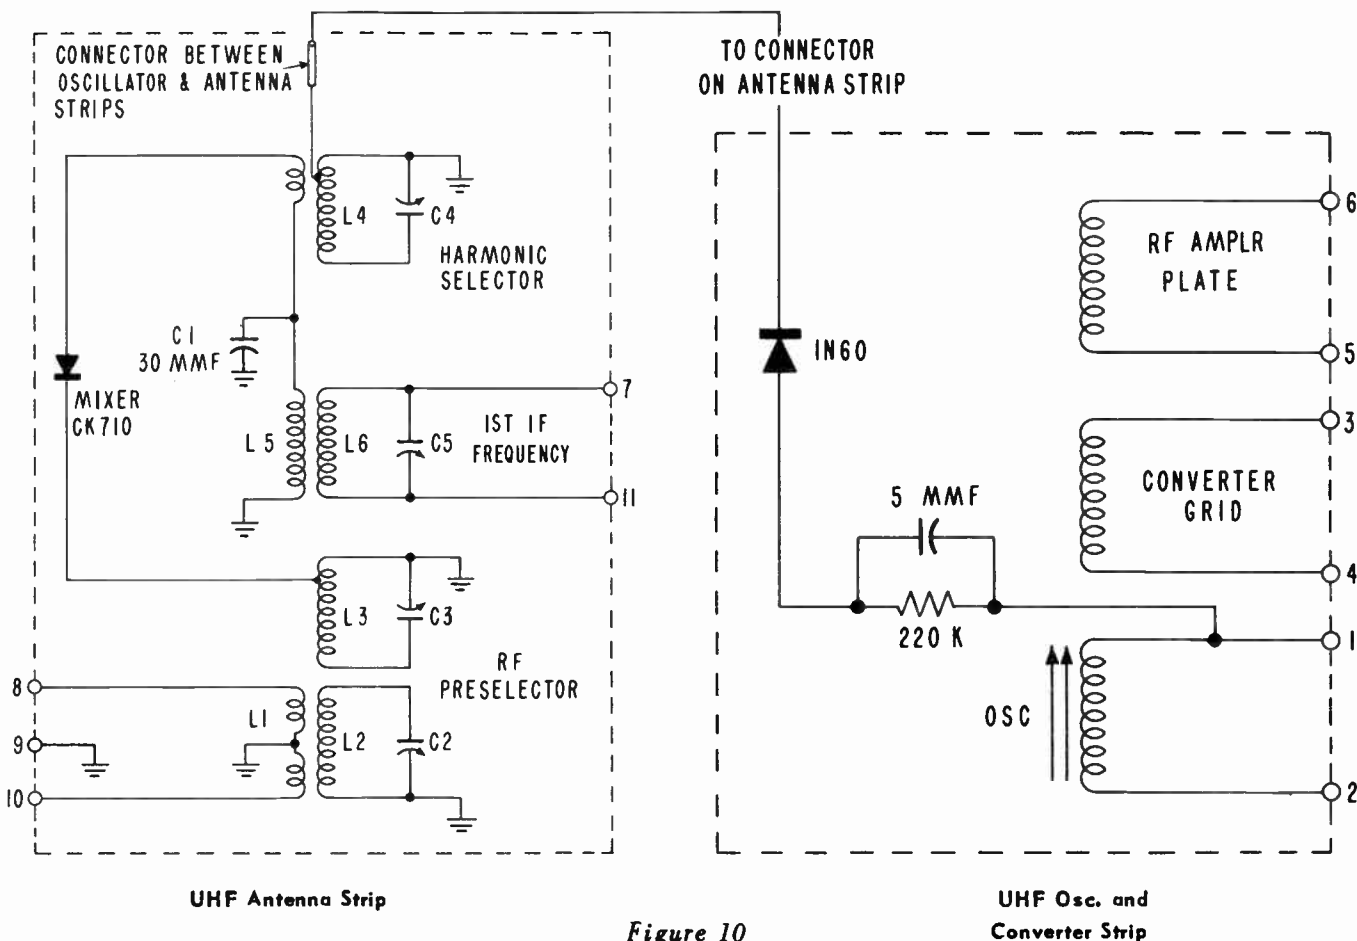 CONNECTOR BETWEEN
OSCILLATOR & ANTENNA
STRIPS
L4
C4
HARMONIC
SELECTOR
C1
30 MMF
MIXER
CK710
L5
L6
C5
1ST IF
FREQUENCY
7
11
L3
C3
RF
PRESELECTOR
8
9
10
L1
L2
C2
UHF Antenna Strip
TO CONNECTOR
ON ANTENNA STRIP
IN60
5 MMF
220 K
RF AMPLR
PLATE
6
5
CONVERTER
GRID
3
4
OSC
1
2
UHF Osc. and
Converter Strip
Figure 10